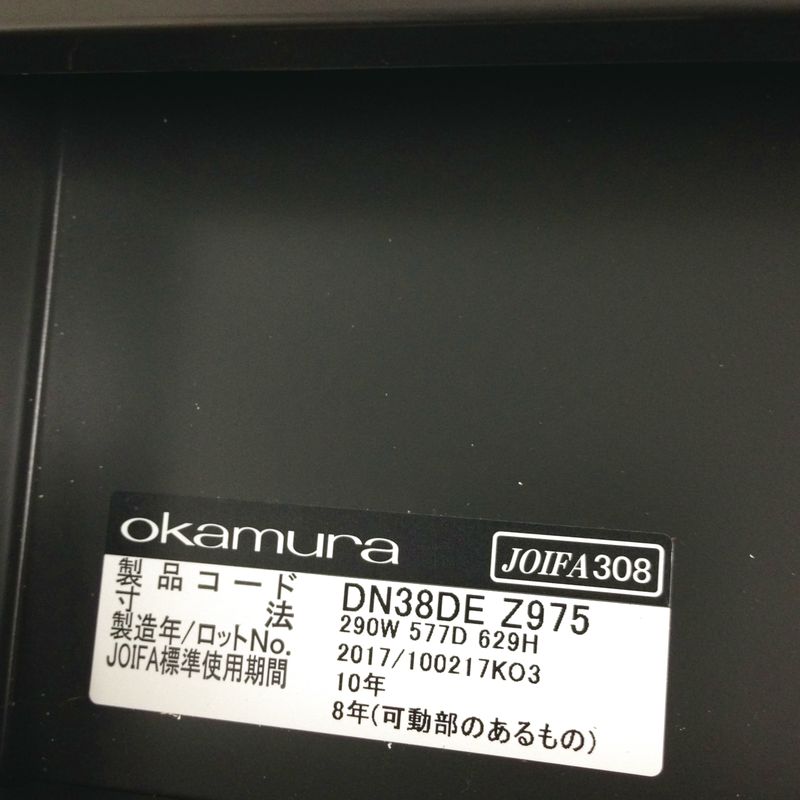 okamura
JOIFA308
製品コード DN38DE Z975
寸法 290W 577D 629H
製造年/ロットNo. 2017/100217KO3
JOIFA標準使用期間 10年
8年(可動部のあるもの)